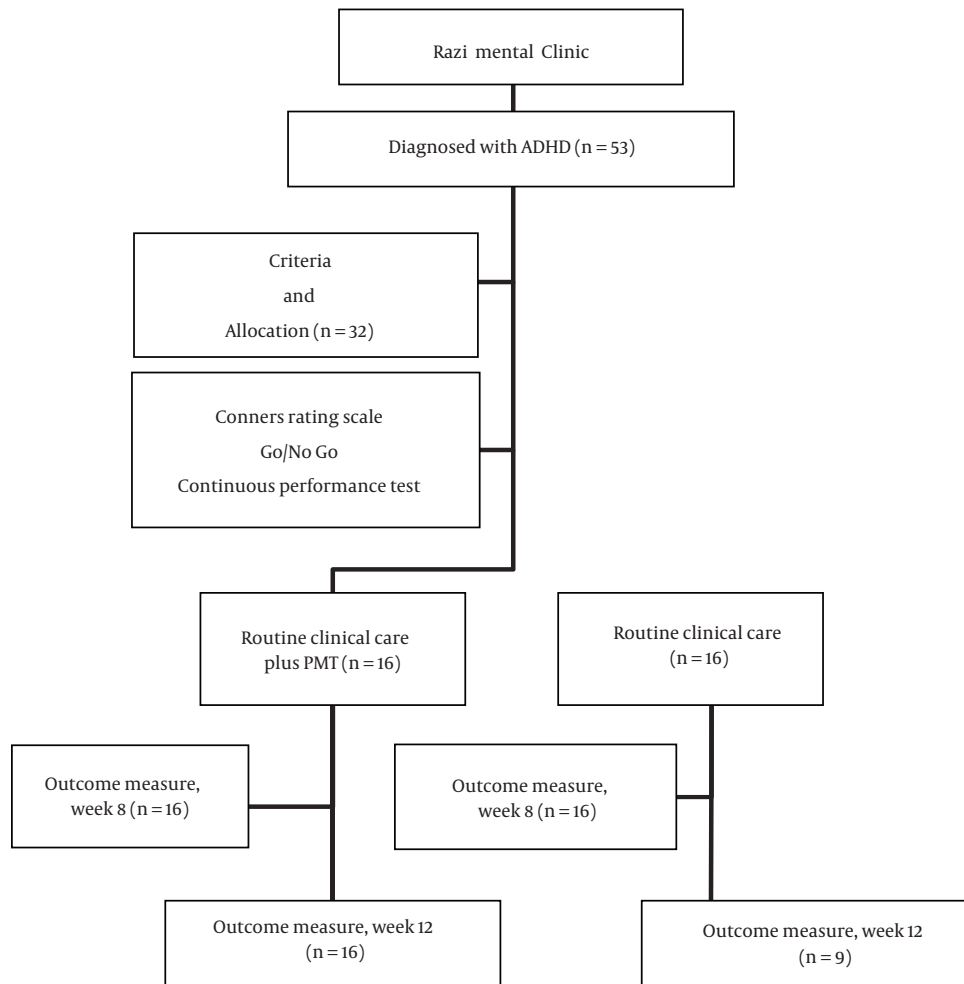 Razi mental Clinic
Diagnosed with ADHD (n = 53)
Criteria
and
Allocation (n = 32)
Conners rating scale
Go/No Go
Continuous performance test
Routine clinical care
plus PMT (n = 16)
Routine clinical care
(n = 16)
Outcome measure,
week 8 (n = 16)
Outcome measure,
week 8 (n = 16)
Outcome measure, week 12
(n = 16)
Outcome measure, week 12
(n = 9)